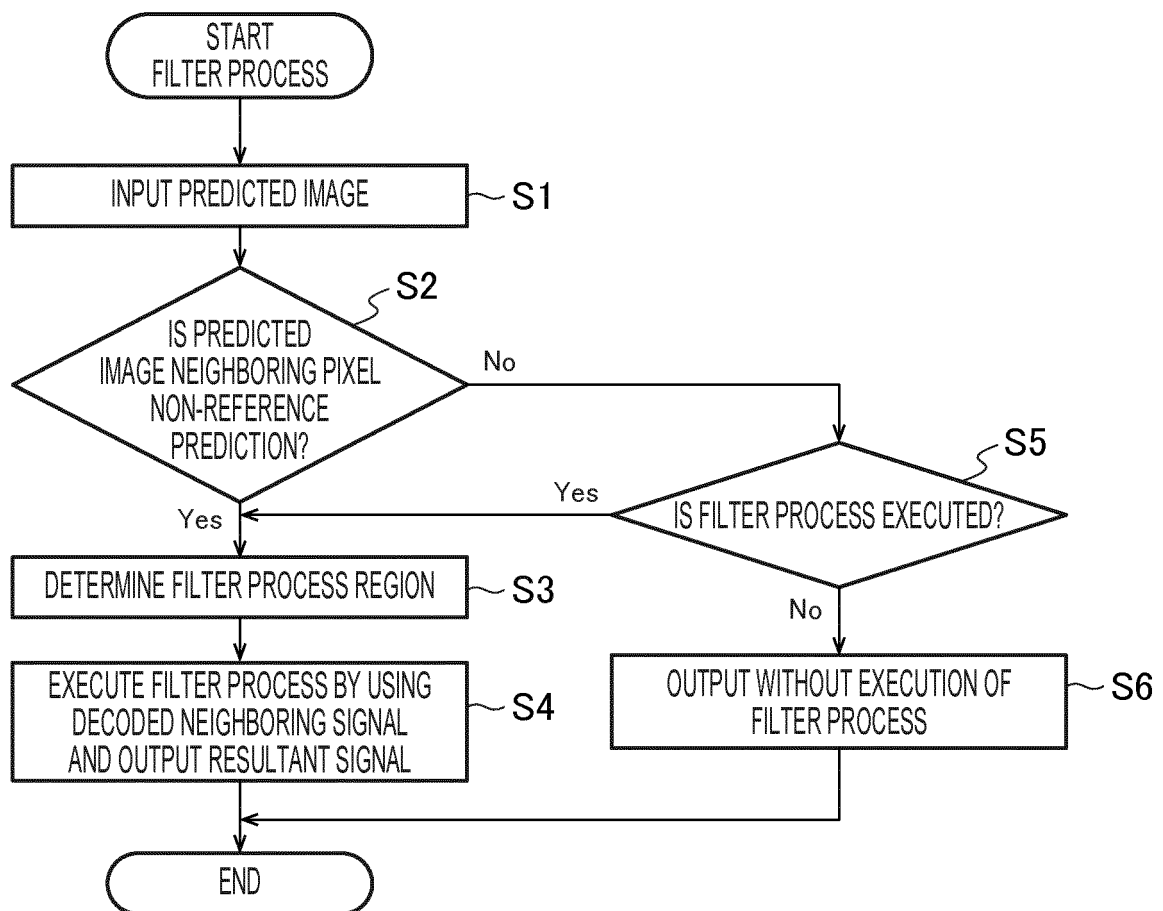 START
FILTER PROCESS
INPUT PREDICTED IMAGE
S1
S2
IS PREDICTED
IMAGE NEIGHBORING PIXEL
NON-REFERENCE
PREDICTION?
No
Yes
S5
IS FILTER PROCESS EXECUTED?
Yes
No
DETERMINE FILTER PROCESS REGION
S3
EXECUTE FILTER PROCESS BY USING
DECODED NEIGHBORING SIGNAL
AND OUTPUT RESULTANT SIGNAL
S4
OUTPUT WITHOUT EXECUTION OF
FILTER PROCESS
S6
END